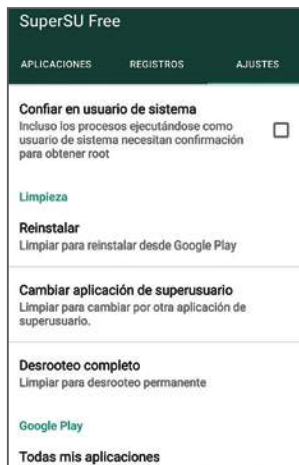 SuperSU Free
APLICACIONES REGISTROS AJUSTES
Confiar en usuario de sistema
Incluso los procesos ejecutándose como
usuario de sistema necesitan confirmación
para obtener root
Limpieza
Reinstalar
Limpiar para reinstalar desde Google Play
Cambiar aplicación de superusuario
Limpiar para cambiar por otra aplicación de
superusuario.
Desrooteo completo
Limpiar para desrooteo permanente
Google Play
Todas mis aplicaciones